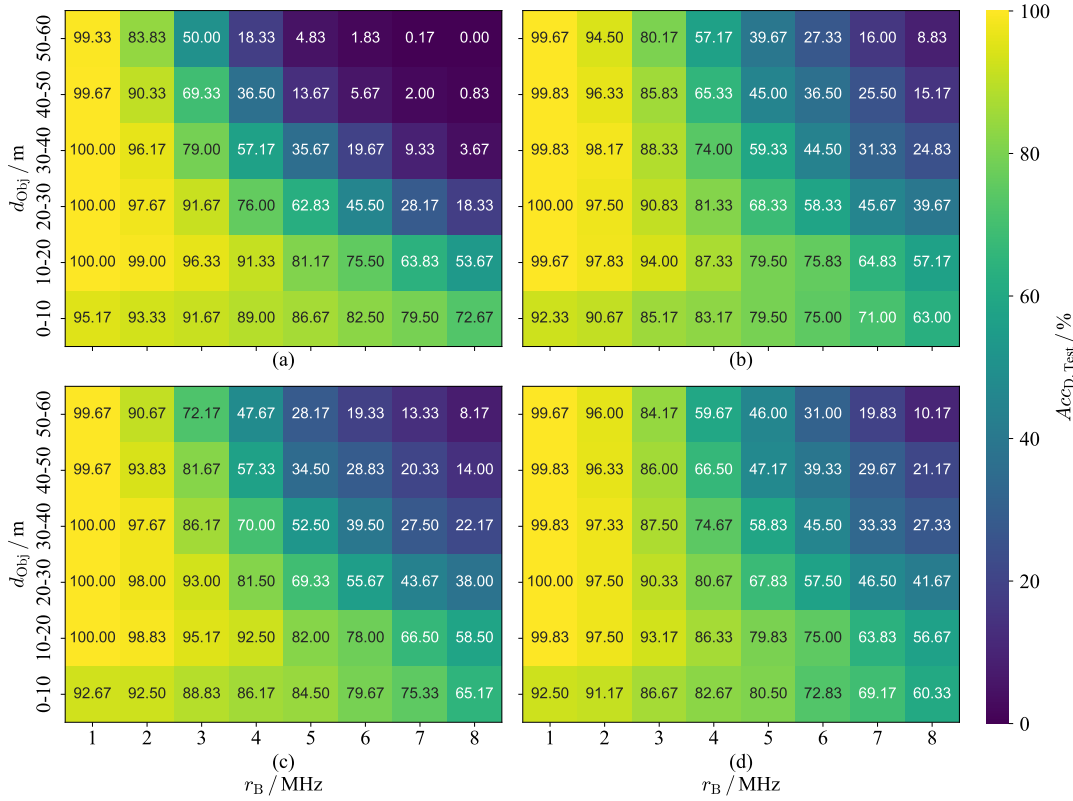 50-60 99.33 83.83 50.00 18.33 4.83 1.83 0.17 0.00
40-50 99.67 90.33 69.33 36.50 13.67 5.67 2.00 0.83
30-40 100.00 96.17 79.00 57.17 35.67 19.67 9.33 3.67
20-30 100.00 97.67 91.67 76.00 62.83 45.50 28.17 18.33
10-20 100.00 99.00 96.33 91.33 81.17 75.50 63.83 53.67
0-10 95.17 93.33 91.67 89.00 86.67 82.50 79.50 72.67
d_Obj / m
(a)
99.67 94.50 80.17 57.17 39.67 27.33 16.00 8.83
99.83 96.33 85.83 65.33 45.00 36.50 25.50 15.17
99.83 98.17 88.33 74.00 59.33 44.50 31.33 24.83
100.00 97.50 90.83 81.33 68.33 58.33 45.67 39.67
99.67 97.83 94.00 87.33 79.50 75.83 64.83 57.17
92.33 90.67 85.17 83.17 79.50 75.00 71.00 63.00
(b)
50-60 99.67 90.67 72.17 47.67 28.17 19.33 13.33 8.17
40-50 99.67 93.83 81.67 57.33 34.50 28.83 20.33 14.00
30-40 100.00 97.67 86.17 70.00 52.50 39.50 27.50 22.17
20-30 100.00 98.00 93.00 81.50 69.33 55.67 43.67 38.00
10-20 100.00 98.83 95.17 92.50 82.00 78.00 66.50 58.50
0-10 92.67 92.50 88.83 86.17 84.50 79.67 75.33 65.17
d_Obj / m
1 2 3 4 5 6 7 8
(c)
r_B / MHz
99.67 96.00 84.17 59.67 46.00 31.00 19.83 10.17
99.83 96.33 86.00 66.50 47.17 39.33 29.67 21.17
99.83 97.33 87.50 74.67 58.83 45.50 33.33 27.33
100.00 97.50 90.33 80.67 67.83 57.50 46.50 41.67
99.83 97.50 93.17 86.33 79.83 75.00 63.83 56.67
92.50 91.17 86.67 82.67 80.50 72.83 69.17 60.33
1 2 3 4 5 6 7 8
(d)
r_B / MHz
100
80
60
40
20
0
Acc_D, Test / %